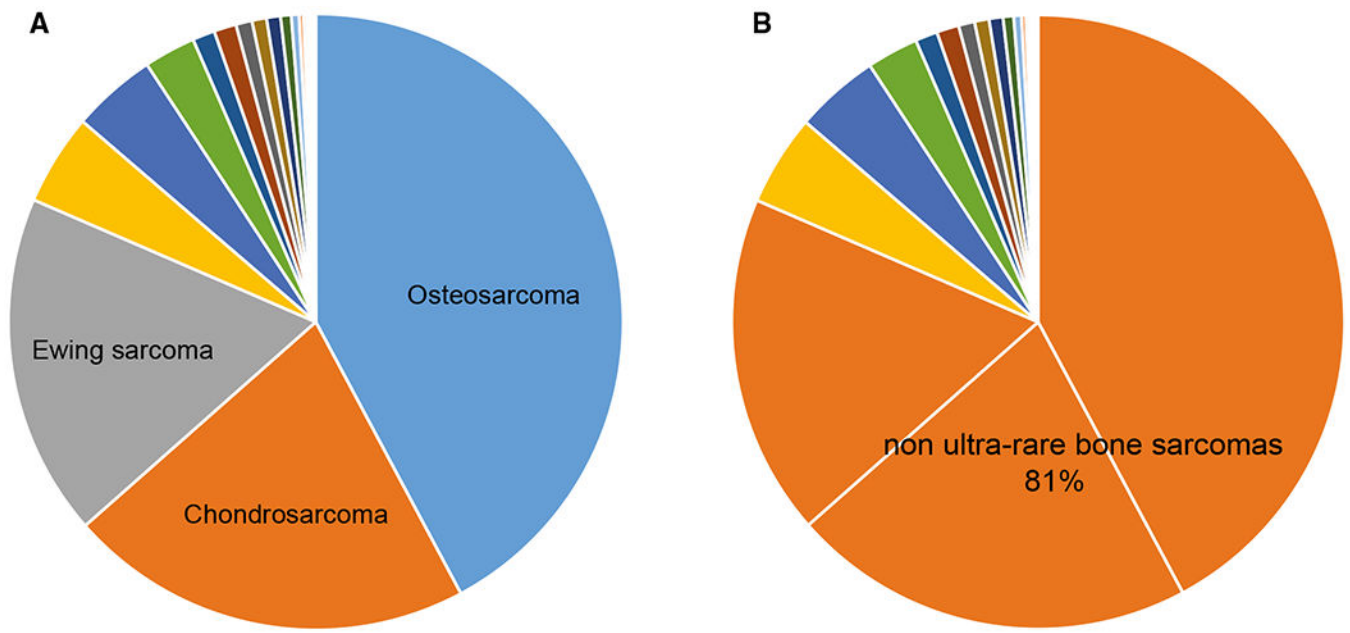 A
B
Osteosarcoma
Ewing sarcoma
Chondrosarcoma
non ultra-rare bone sarcomas
81%